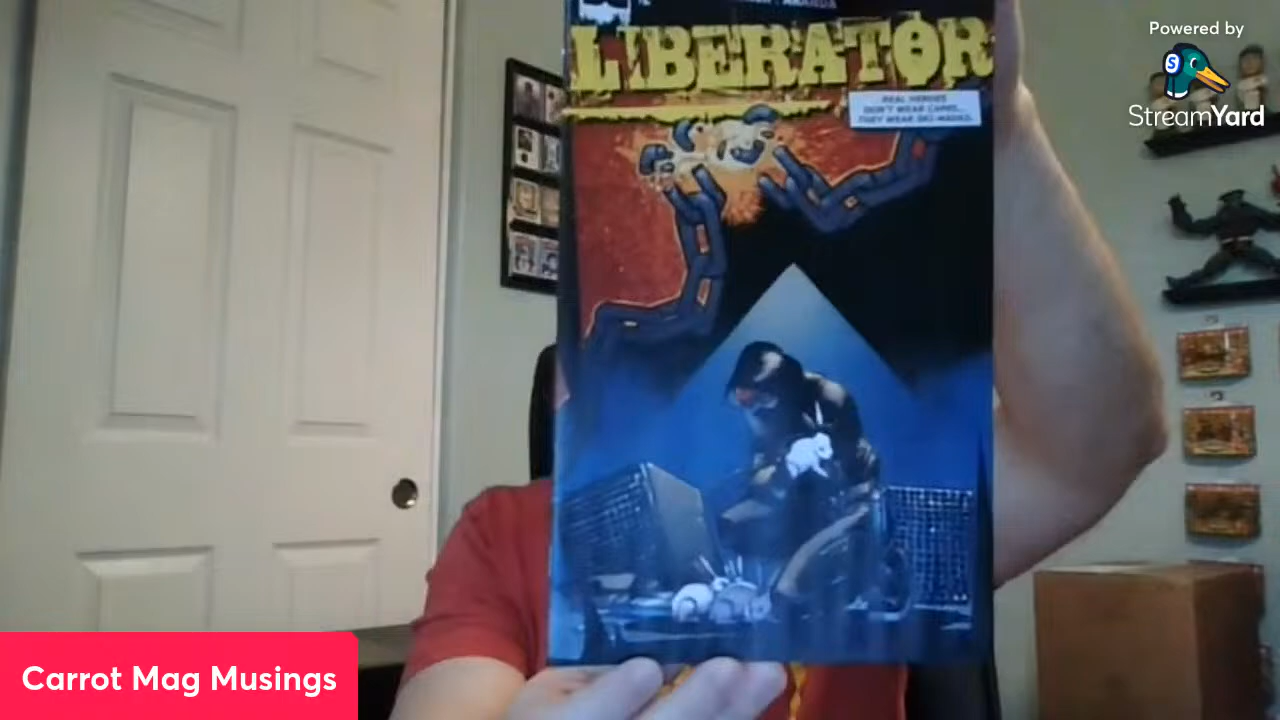 LIBERATOR
REAL HEROES
DON'T WEAR CAPES...
THEY WEAR SKI-MASKS.
Powered by
StreamYard
Carrot Mag Musings